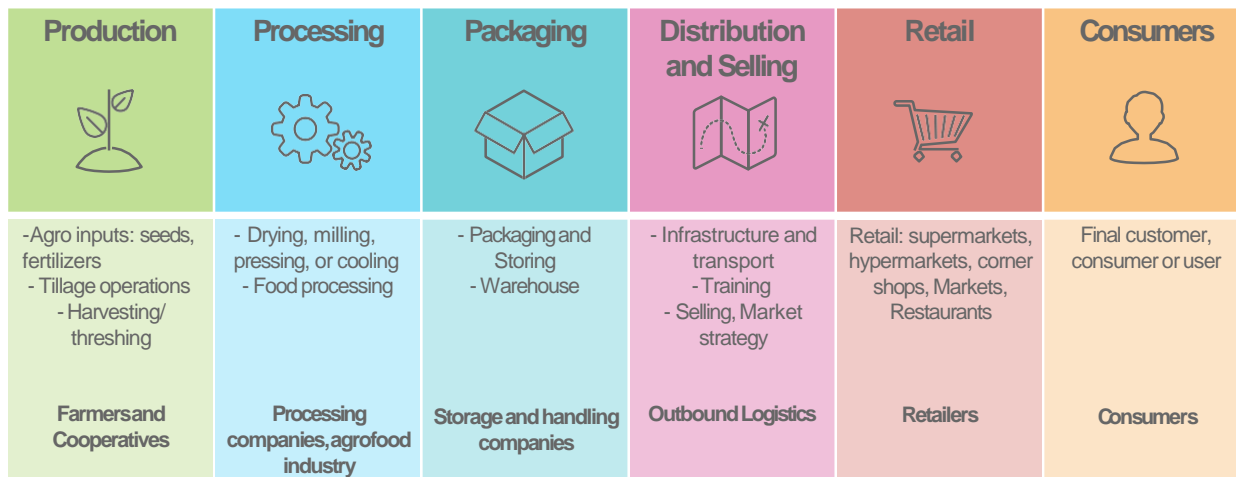 Production
Processing
Packaging
Distribution
and Selling
Retail
Consumers
-Agro inputs: seeds,
fertilizers
- Tillage operations
- Harvesting/
threshing
Farmers and
Cooperatives
- Drying, milling,
pressing, or cooling
- Food processing
Processing
companies, agrofood
industry
- Packaging and
Storing
- Warehouse
Storage and handling
companies
- Infrastructure and
transport
- Training
- Selling, Market
strategy
Outbound Logistics
Retail: supermarkets,
hypermarkets, corner
shops, Markets,
Restaurants
Retailers
Final customer,
consumer or user
Consumers